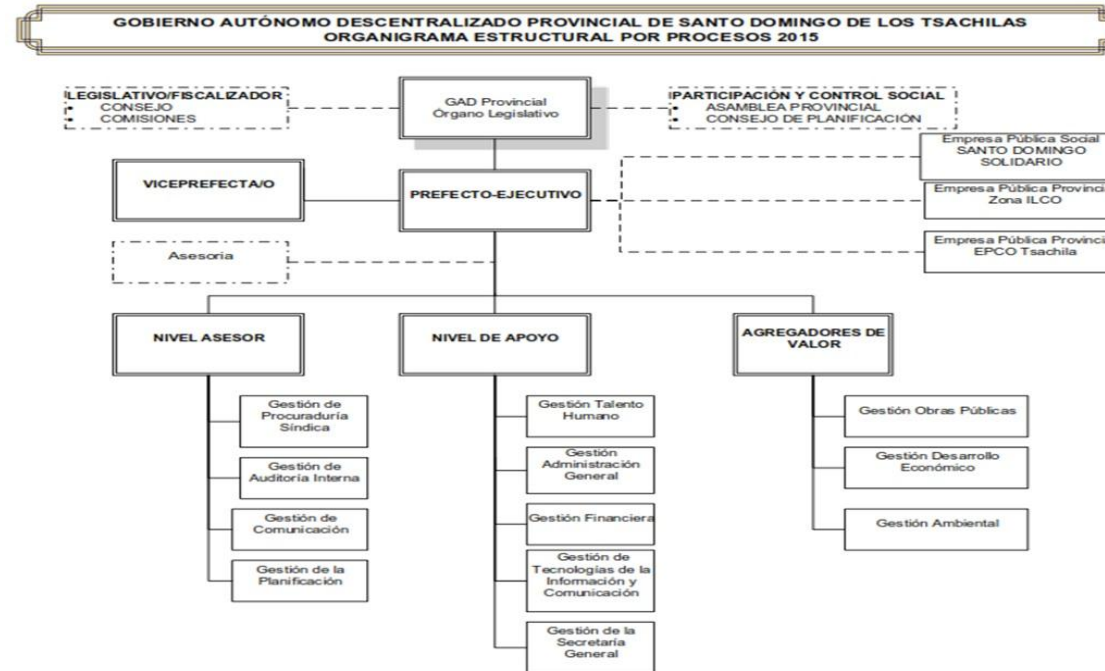 GOBIERNO AUTÓNOMO DESCENTRALIZADO PROVINCIAL DE SANTO DOMINGO DE LOS TSACHILAS
ORGANIGRAMA ESTRUCTURAL POR PROCESOS 2015
LEGISLATIVO/FISCALIZADOR
• CONSEJO
• COMISIONES
GAD Provincial
Órgano Legislativo
PARTICIPACIÓN Y CONTROL SOCIAL
• ASAMBLEA PROVINCIAL
• CONSEJO DE PLANIFICACIÓN
Empresa Pública Social
SANTO DOMINGO
SOLIDARIO
VICEPREFECTA/O
PREFECTO-EJECUTIVO
Empresa Pública Provincia
Zona ILCO
Empresa Pública Provincia
EPCO Tsachila
Asesoria
NIVEL ASESOR
NIVEL DE APOYO
AGREGADORES DE
VALOR
Gestión de
Procuraduría
Síndica
Gestión de
Auditoría Interna
Gestión de
Comunicación
Gestión de la
Planificación
Gestión Talento
Humano
Gestión
Administración
General
Gestión Financiera
Gestión de
Tecnologías de la
Información y
Comunicación
Gestión de la
Secretaría
General
Gestión Obras Públicas
Gestión Desarrollo
Económico
Gestión Ambiental